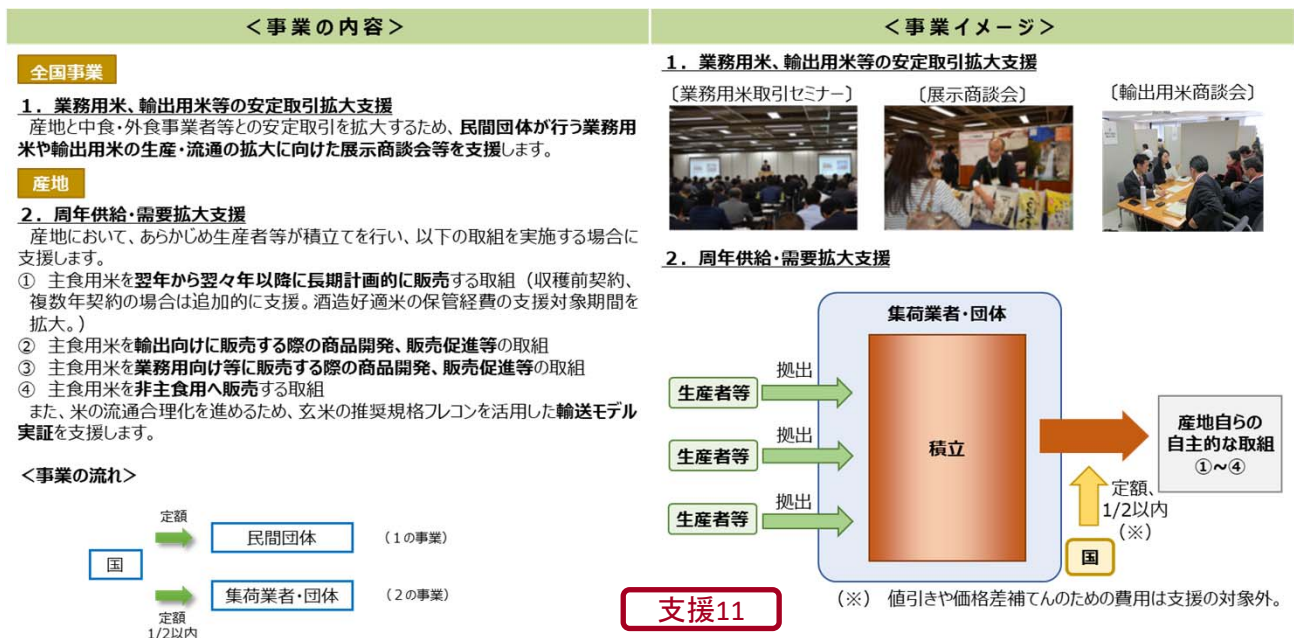 ＜事業の内容＞
全国事業
１．業務用米、輸出用米等の安定取引拡大支援
産地と中食・外食事業者等との安定取引を拡大するため、民間団体が行う業務用
米や輸出用米の生産・流通の拡大に向けた展示商談会等を支援します。
産地
２．周年供給・需要拡大支援
産地において、あらかじめ生産者等が積立てを行い、以下の取組を実施する場合に
支援します。
① 主食用米を翌年から翌々年以降に長期計画的に販売する取組（収穫前契約、
複数年契約の場合は追加的に支援。酒造好適米の保管経費の支援対象期間を
拡大。）
② 主食用米を輸出向けに販売する際の商品開発、販売促進等の取組
③ 主食用米を業務用向け等に販売する際の商品開発、販売促進等の取組
④ 主食用米を非主食用へ販売する取組
また、米の流通合理化を進めるため、玄米の推奨規格フレコンを活用した輸送モデル
実証を支援します。
＜事業の流れ＞
国
定額
民間団体
（１の事業）
集荷業者・団体
（２の事業）
定額
1/2以内
＜事業イメージ＞
１．業務用米、輸出用米等の安定取引拡大支援
〔業務用米取引セミナー〕
〔展示商談会〕
〔輸出用米商談会〕
２．周年供給・需要拡大支援
集荷業者・団体
生産者等
拠出
生産者等
拠出
生産者等
拠出
積立
産地自らの
自主的な取組
①～④
定額、
1/2以内
（※）
国
（※） 値引きや価格差補てんのための費用は支援の対象外。
支援11